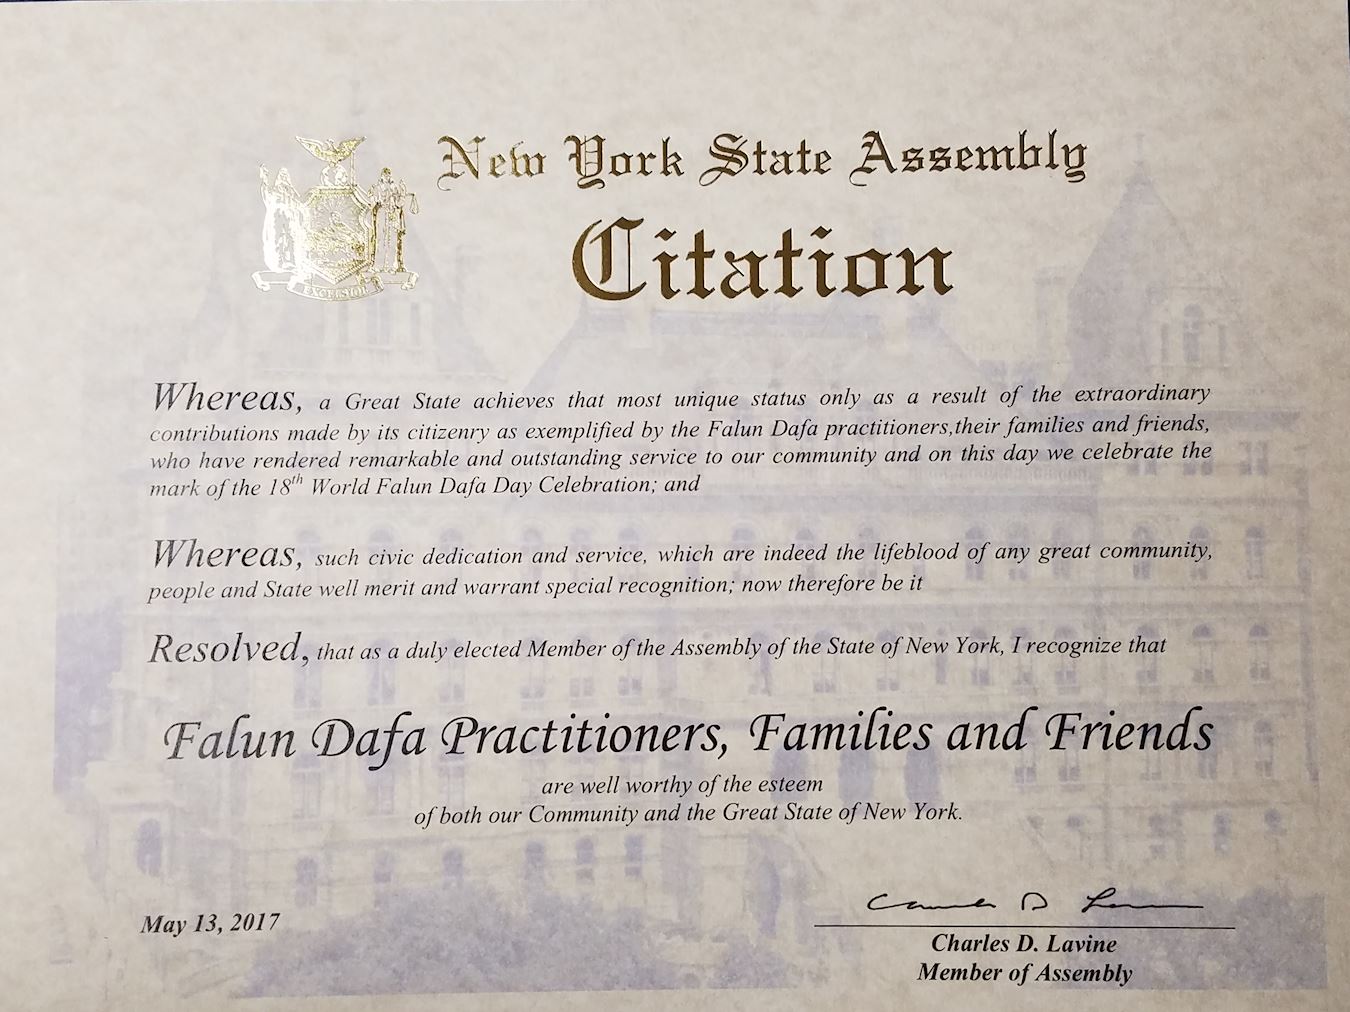 New York State Assembly
Citation
EXCELSIOR
Whereas, a Great State achieves that most unique status only as a result of the extraordinary
contributions made by its citizenry as exemplified by the Falun Dafa practitioners,their families and friends,
who have rendered remarkable and outstanding service to our community and on this day we celebrate the
mark of the 18th World Falun Dafa Day Celebration; and
Whereas, such civic dedication and service, which are indeed the lifeblood of any great community,
people and State well merit and warrant special recognition; now therefore be it
Resolved, that as a duly elected Member of the Assembly of the State of New York, I recognize that
Falun Dafa Practitioners, Families and Friends
are well worthy of the esteem
of both our Community and the Great State of New York.
May 13, 2017
Charles D. Lavine
Member of Assembly